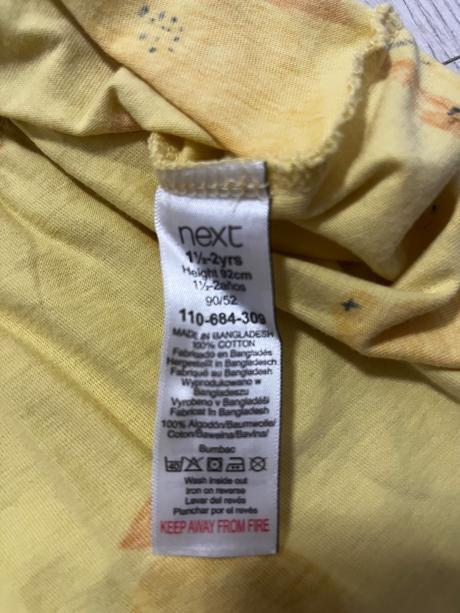 next
1½-2yrs
Height 92cm
1½-2años
90/52
110-684-309
MADE IN BANGLADESH
100% COTTON
Fabricado en Bangladés
Hergestellt in Bangladesch
Fabriqué au Bangladesh
Wyprodukowano w
Bangladeszu
Vyrobeno v Bangladéši
Fabricat în Bangladesh
100% Algodón/Baumwolle/
Coton/Bawełna/Bavlna/
Bumbac
40
Wash inside out
Iron on reverse
Lavar del revés
Planchar por el revés
KEEP AWAY FROM FIRE